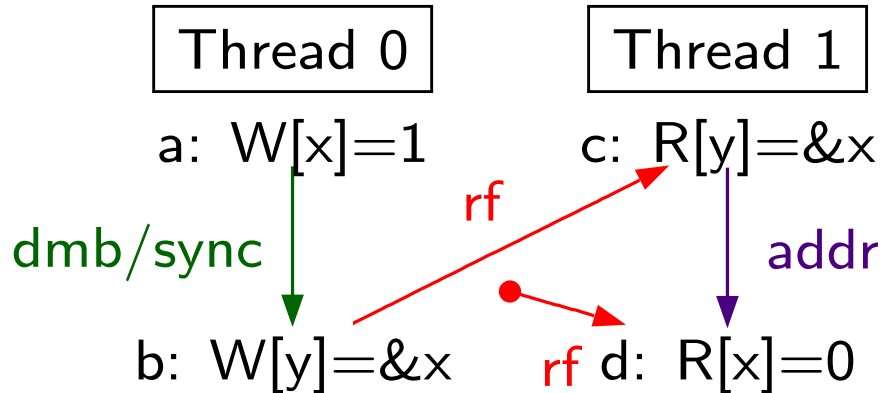 Thread 0
Thread 1
a: W[x]=1
c: R[y]=&x
rf
dmb/sync
addr
b: W[y]=&x
rf
d: R[x]=0